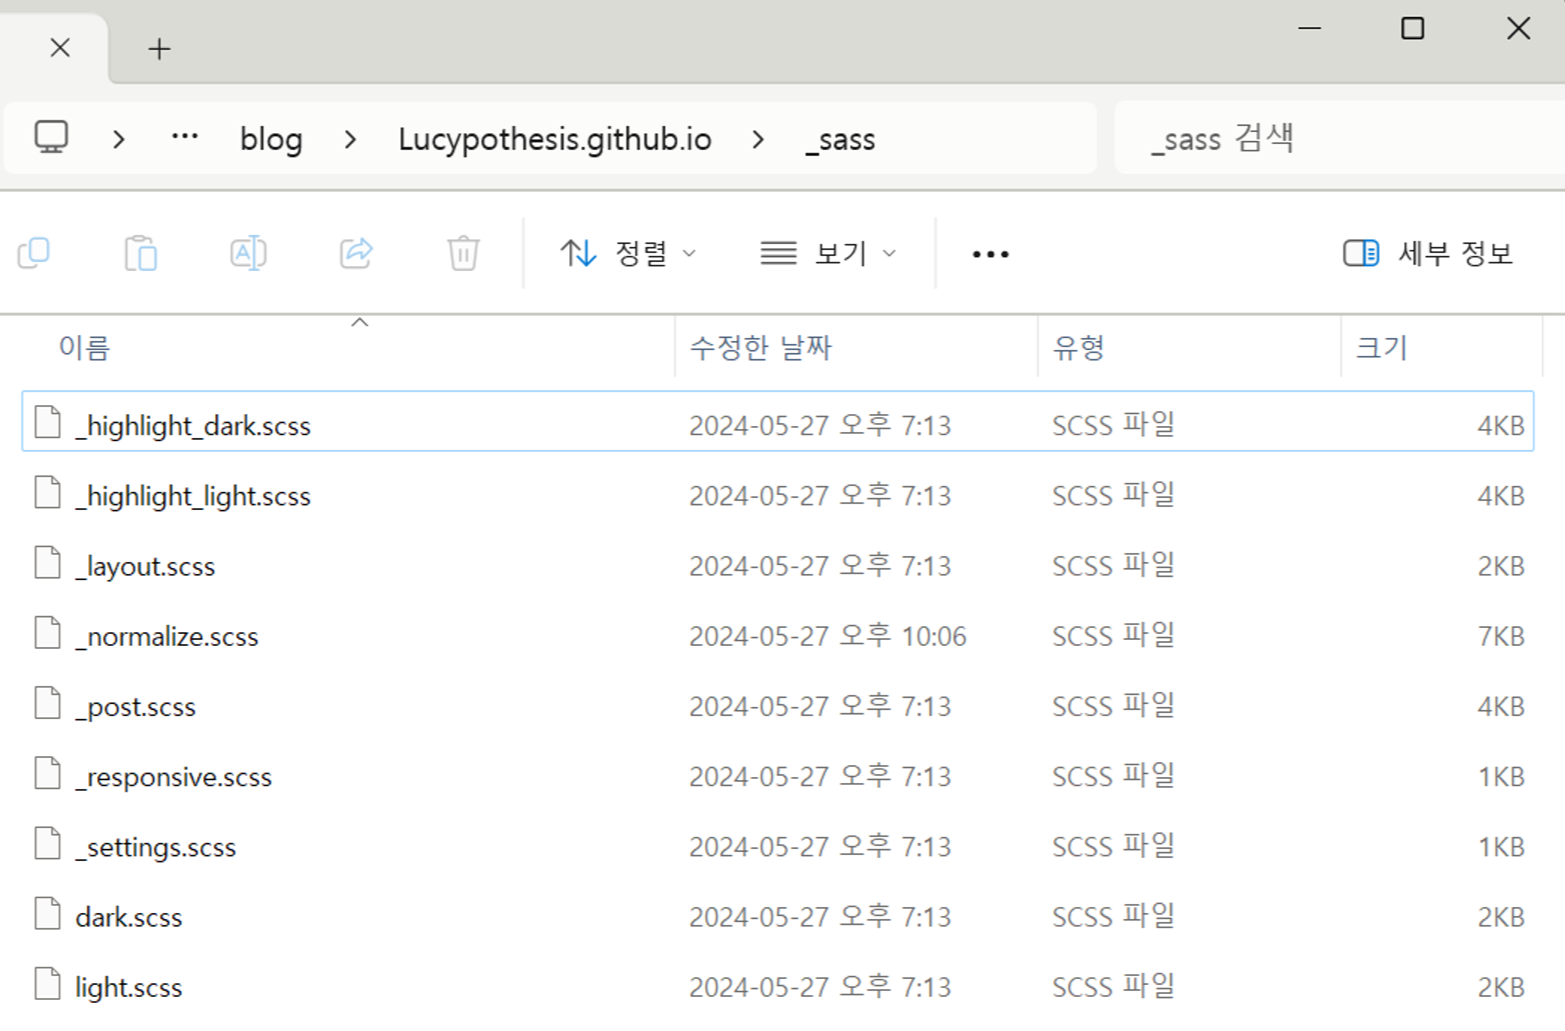 blog > Lucypothesis.github.io > _sass
_sass 검색
정렬 보기 세부 정보
이름 수정한 날짜 유형 크기
_highlight_dark.scss 2024-05-27 오후 7:13 SCSS 파일 4KB
_highlight_light.scss 2024-05-27 오후 7:13 SCSS 파일 4KB
_layout.scss 2024-05-27 오후 7:13 SCSS 파일 2KB
_normalize.scss 2024-05-27 오후 10:06 SCSS 파일 7KB
_post.scss 2024-05-27 오후 7:13 SCSS 파일 4KB
_responsive.scss 2024-05-27 오후 7:13 SCSS 파일 1KB
_settings.scss 2024-05-27 오후 7:13 SCSS 파일 1KB
dark.scss 2024-05-27 오후 7:13 SCSS 파일 2KB
light.scss 2024-05-27 오후 7:13 SCSS 파일 2KB